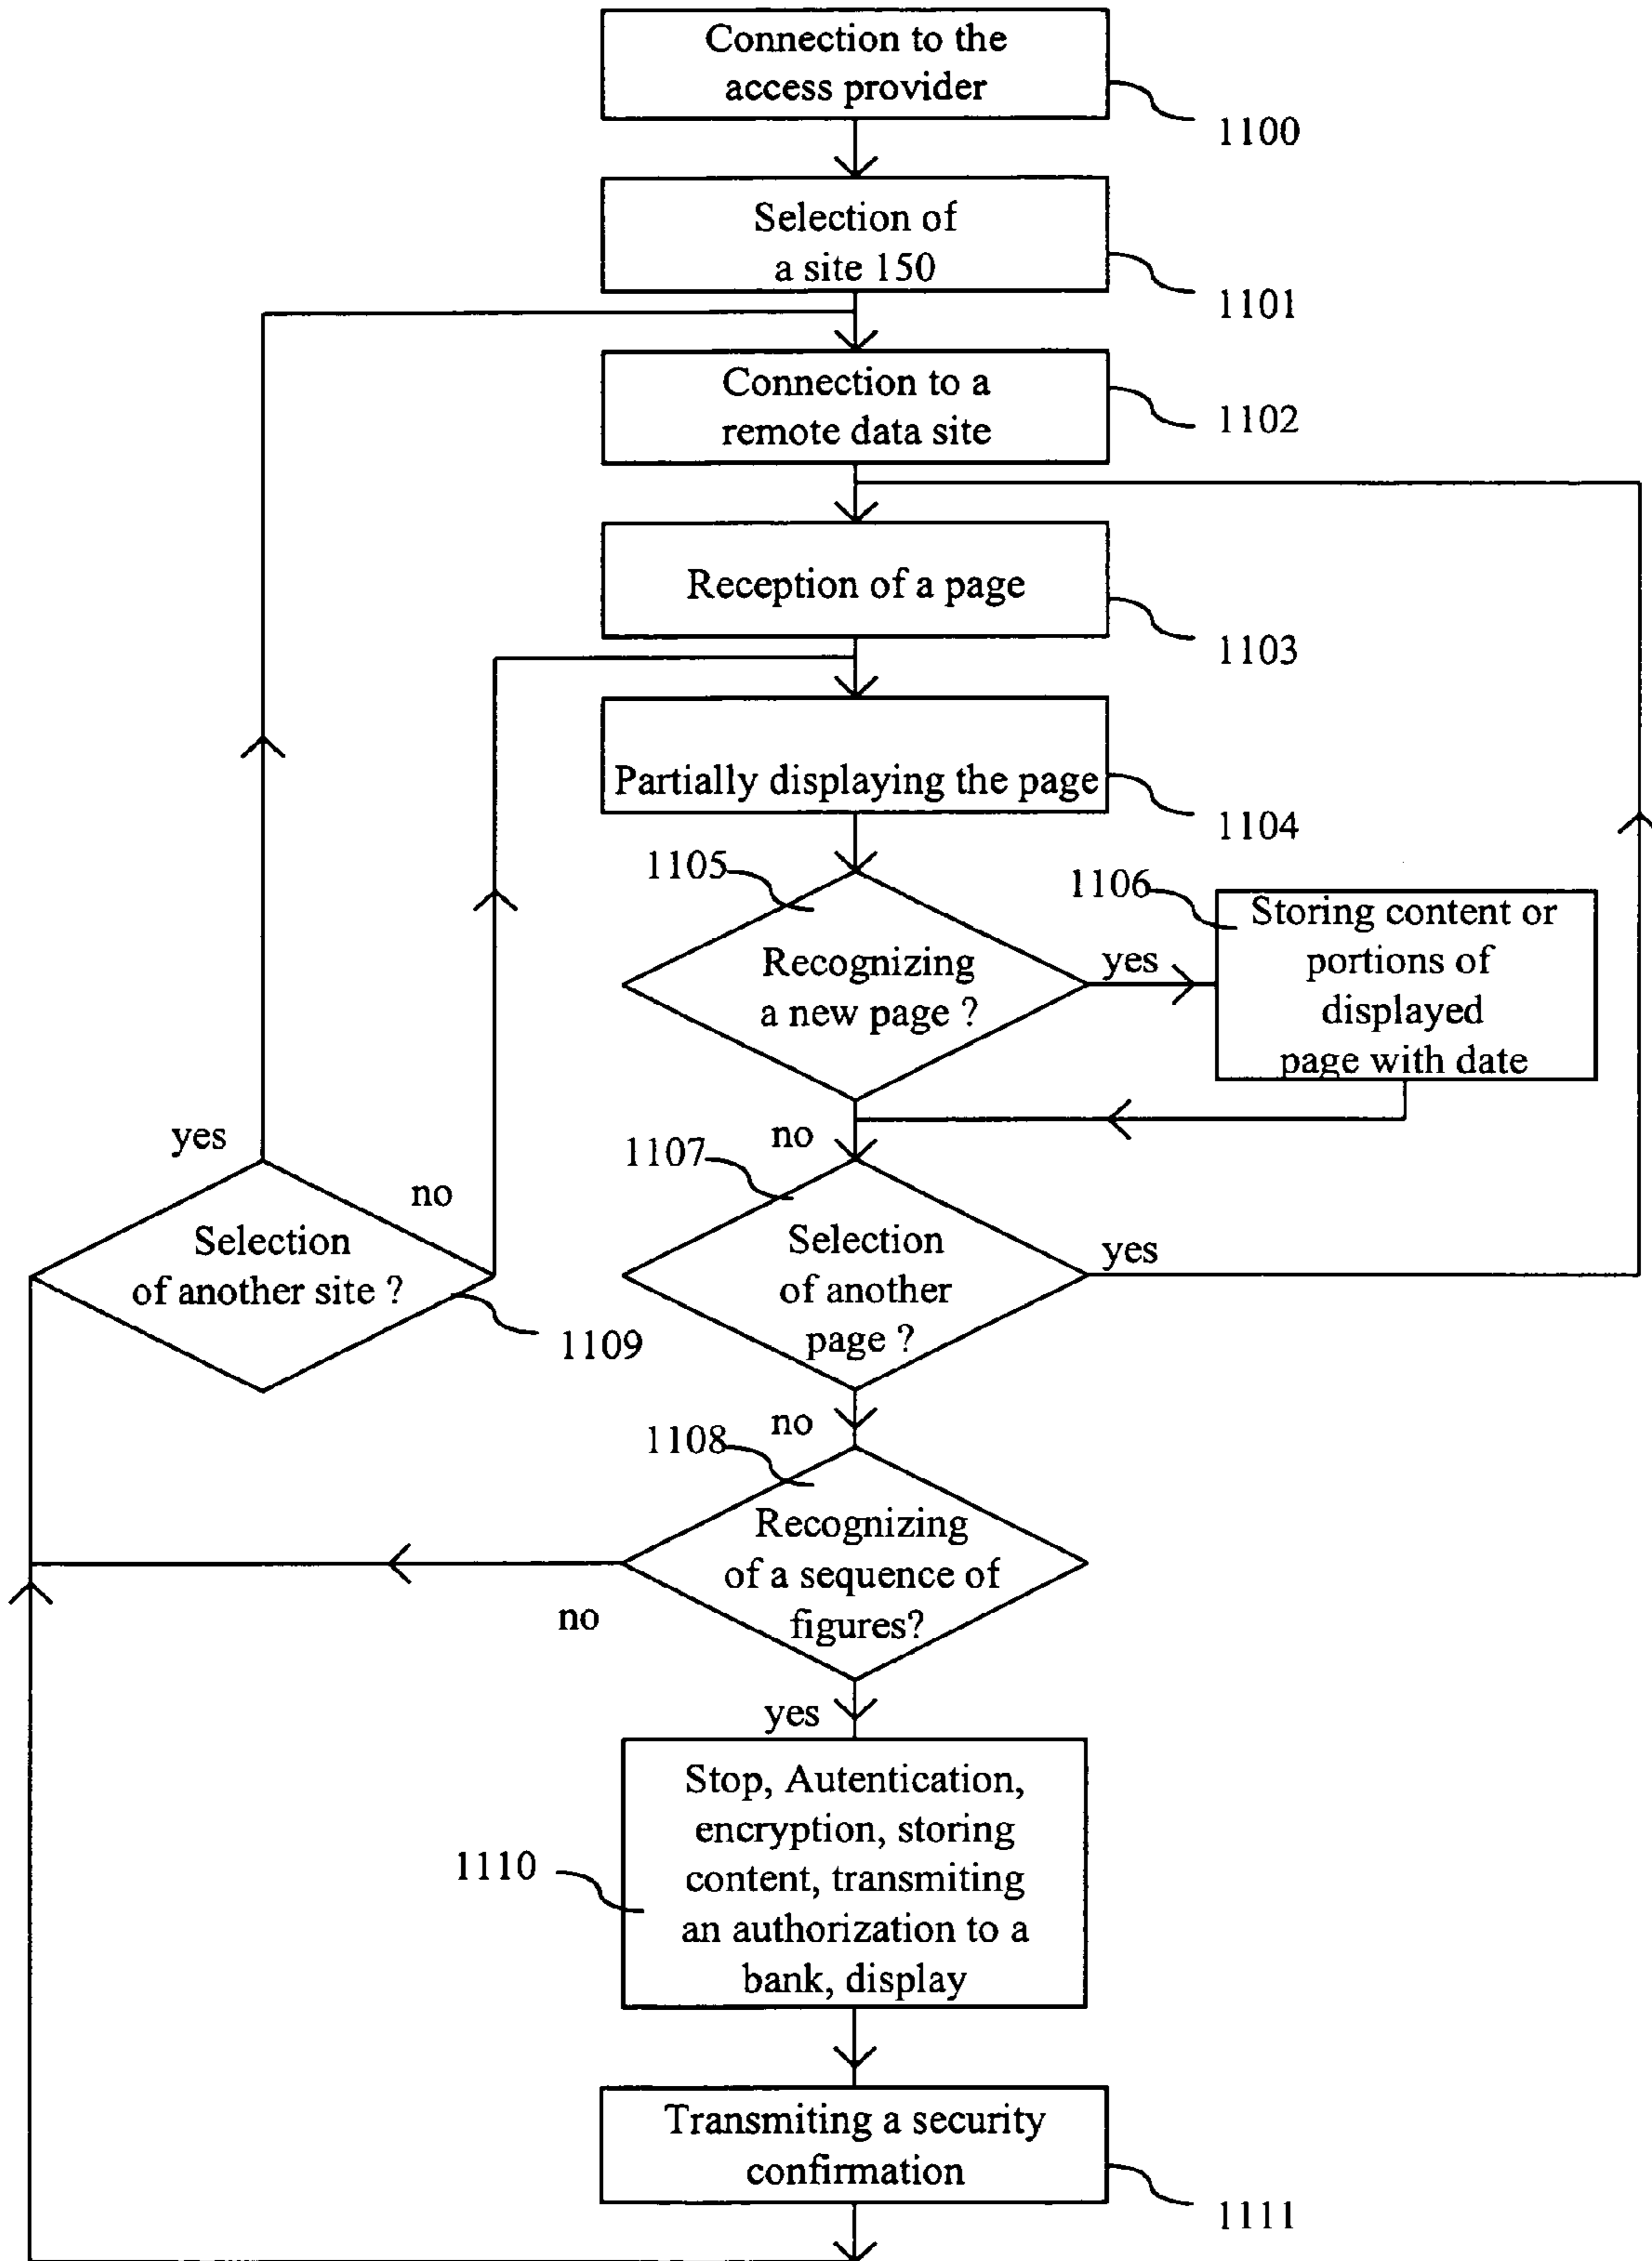 Connection to the
access provider
1100
Selection of
a site 150
1101
Connection to a
remote data site
1102
Reception of a page
1103
Partially displaying the page
1104
1105
Recognizing
a new page ?
yes
1106
Storing content or
portions of
displayed
page with date
no
1107
Selection
of another
page ?
yes
yes
no
Selection
of another site ?
1109
no
1108
Recognizing
of a sequence of
figures?
no
yes
Stop, Autentication,
encryption, storing
content, transmiting
an authorization to a
bank, display
1110
Transmiting a security
confirmation
1111